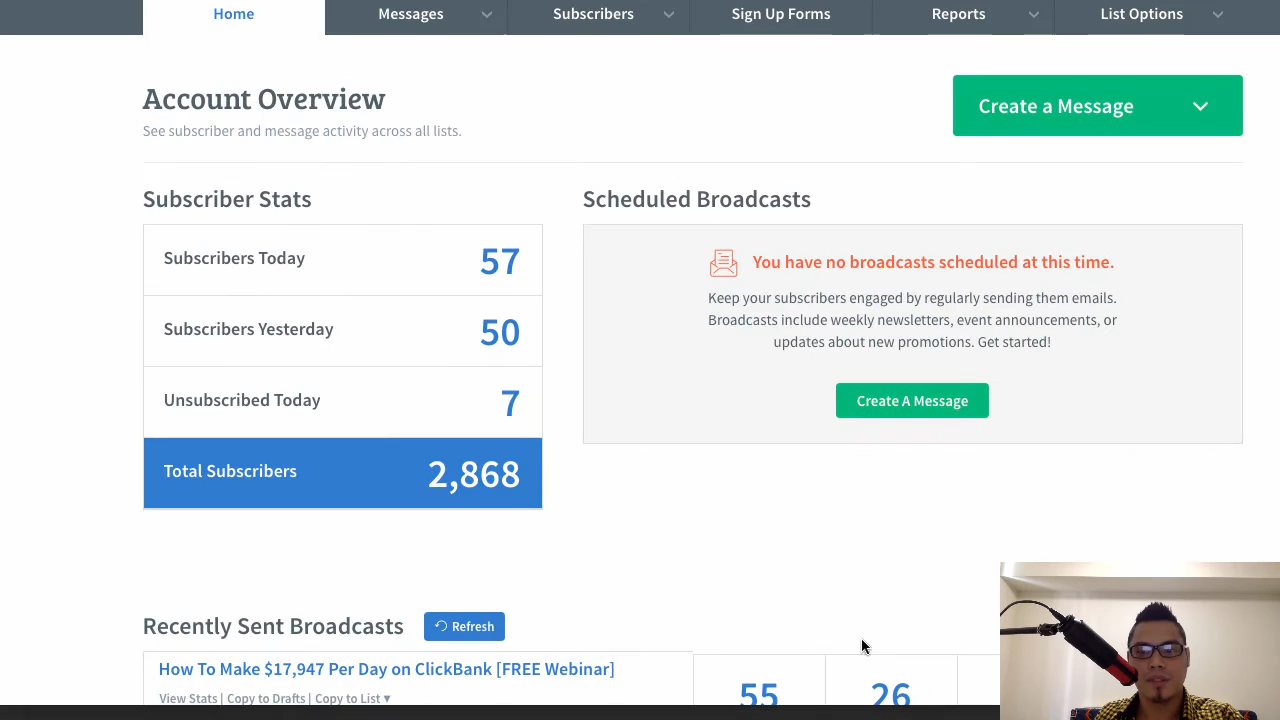 Home
Messages
Subscribers
Sign Up Forms
Reports
List Options
Account Overview
See subscriber and message activity across all lists.
Create a Message
Subscriber Stats
Subscribers Today
57
Subscribers Yesterday
50
Unsubscribed Today
7
Total Subscribers
2,868
Scheduled Broadcasts
You have no broadcasts scheduled at this time.
Keep your subscribers engaged by regularly sending them emails.
Broadcasts include weekly newsletters, event announcements, or
updates about new promotions. Get started!
Create A Message
Recently Sent Broadcasts
Refresh
How To Make $17,947 Per Day on ClickBank [FREE Webinar]
View Stats | Copy to Drafts | Copy to List ▾
55
26